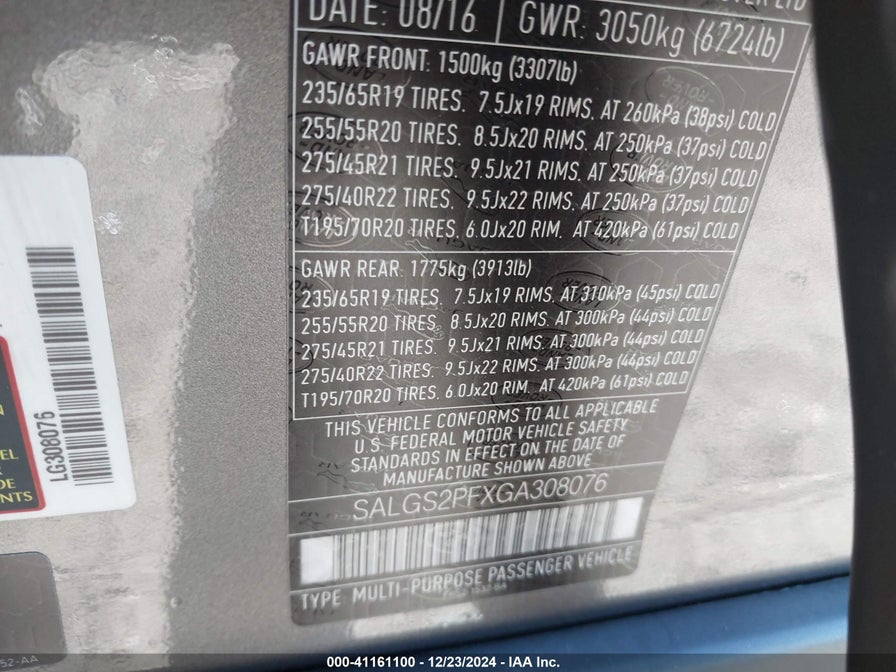 DATE: 08/16 GWR: 3050kg (6724lb)
GAWR FRONT: 1500kg (3307lb)
235/65R19 TIRES. 7.5Jx19 RIMS. AT 260kPa (38psi) COLD
255/55R20 TIRES. 8.5Jx20 RIMS. AT 250kPa (37psi) COLD
275/45R21 TIRES. 9.5Jx21 RIMS. AT 250kPa (37psi) COLD
275/40R22 TIRES. 9.5Jx22 RIMS. AT 250kPa (37psi) COLD
T195/70R20 TIRES. 6.0Jx20 RIM. AT 420kPa (61psi) COLD
GAWR REAR: 1775kg (3913lb)
235/65R19 TIRES. 7.5Jx19 RIMS. AT 310kPa (45psi) COLD
255/55R20 TIRES. 8.5Jx20 RIMS. AT 300kPa (44psi) COLD
275/45R21 TIRES. 9.5Jx21 RIMS. AT 300kPa (44psi) COLD
275/40R22 TIRES. 9.5Jx22 RIMS. AT 300kPa (44psi) COLD
T195/70R20 TIRES. 6.0Jx20 RIM. AT 420kPa (61psi) COLD
THIS VEHICLE CONFORMS TO ALL APPLICABLE
U.S. FEDERAL MOTOR VEHICLE SAFETY
STANDARDS IN EFFECT ON THE DATE OF
MANUFACTURE SHOWN ABOVE
SALGS2PFXGA308076
TYPE MULTI-PURPOSE PASSENGER VEHICLE
LG308076
52-AA
000-41161100 - 12/23/2024 - IAA Inc.